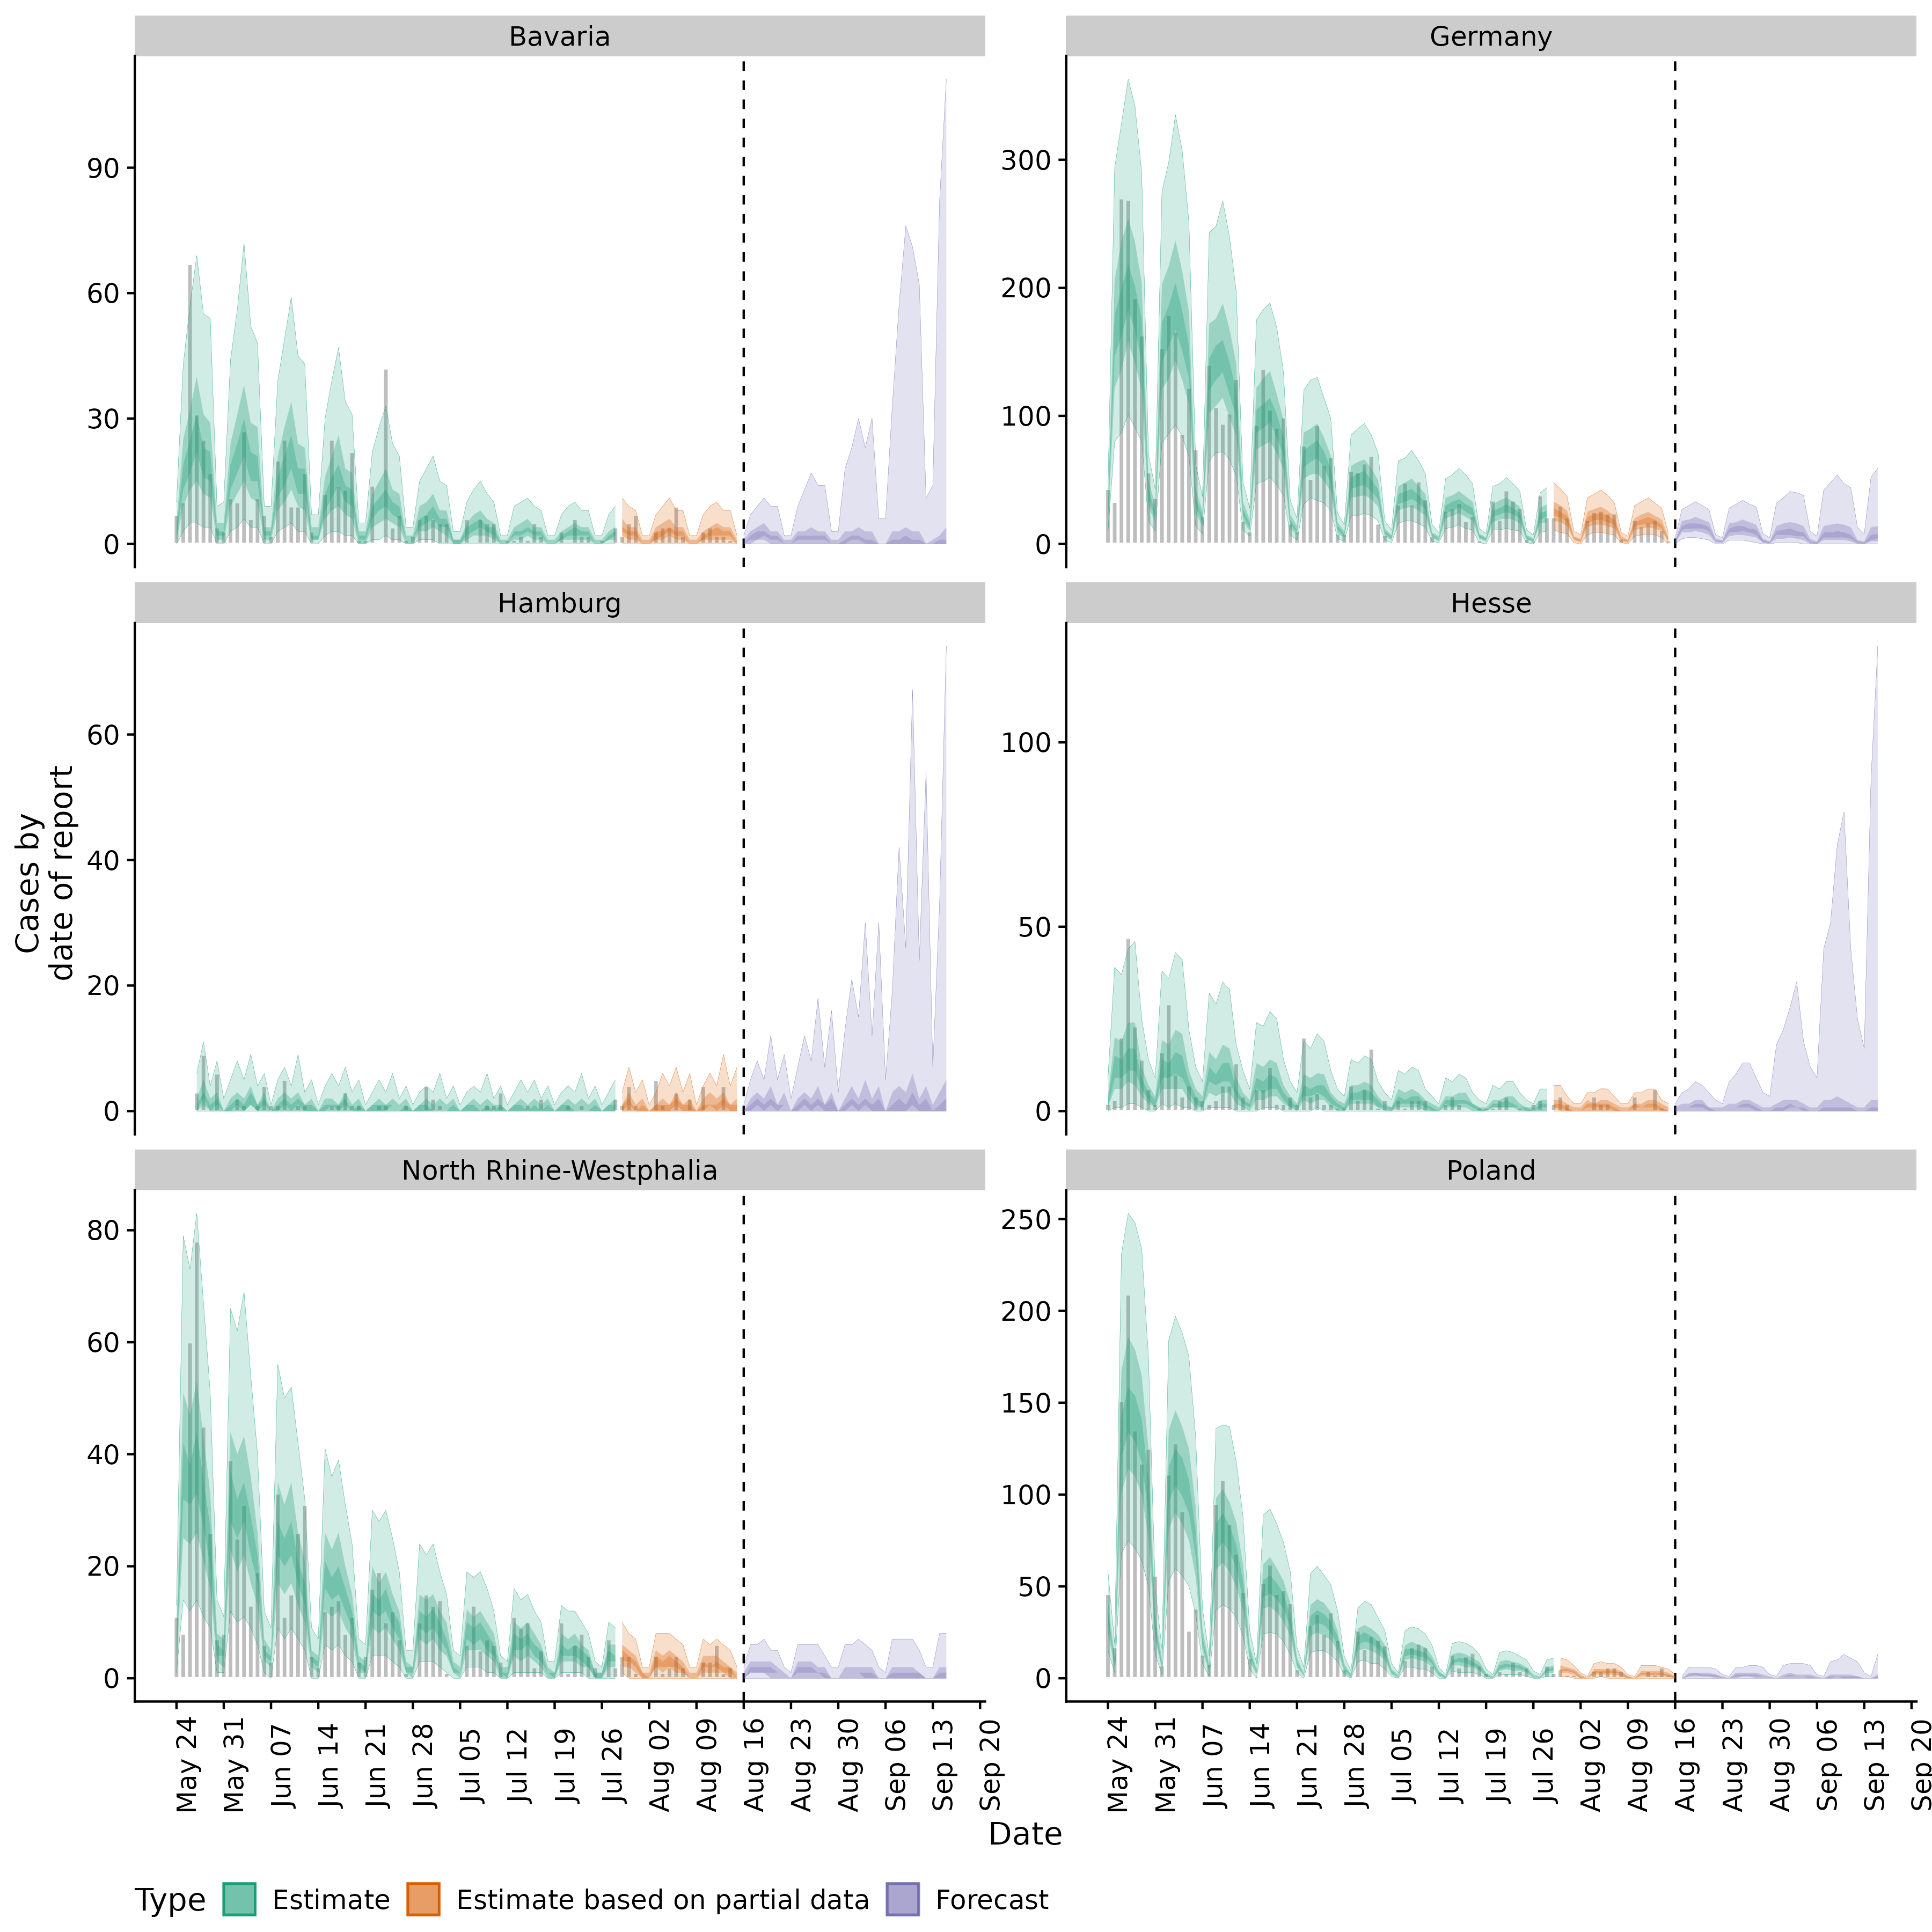 Bavaria
Germany
90
60
30
0
300
200
100
0
Hamburg
Hesse
60
40
20
0
100
50
0
Cases by
date of report
North Rhine-Westphalia
Poland
80
60
40
20
0
250
200
150
100
50
0
May 24
May 31
Jun 07
Jun 14
Jun 21
Jun 28
Jul 05
Jul 12
Jul 19
Jul 26
Aug 02
Aug 09
Aug 16
Aug 23
Aug 30
Sep 06
Sep 13
Sep 20
May 24
May 31
Jun 07
Jun 14
Jun 21
Jun 28
Jul 05
Jul 12
Jul 19
Jul 26
Aug 02
Aug 09
Aug 16
Aug 23
Aug 30
Sep 06
Sep 13
Sep 20
Date
Type Estimate Estimate based on partial data Forecast